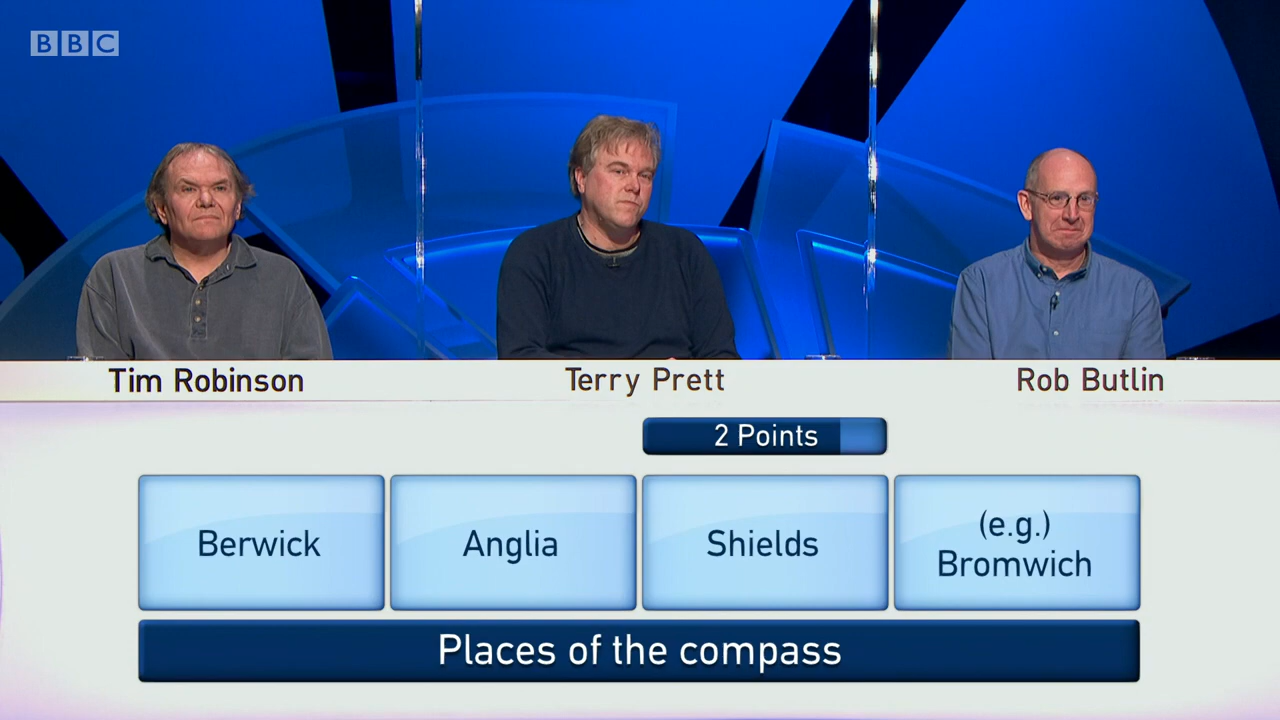 BBC
Tim Robinson
Terry Prett
Rob Butlin
2 Points
Berwick
Anglia
Shields
(e.g.)
Bromwich
Places of the compass